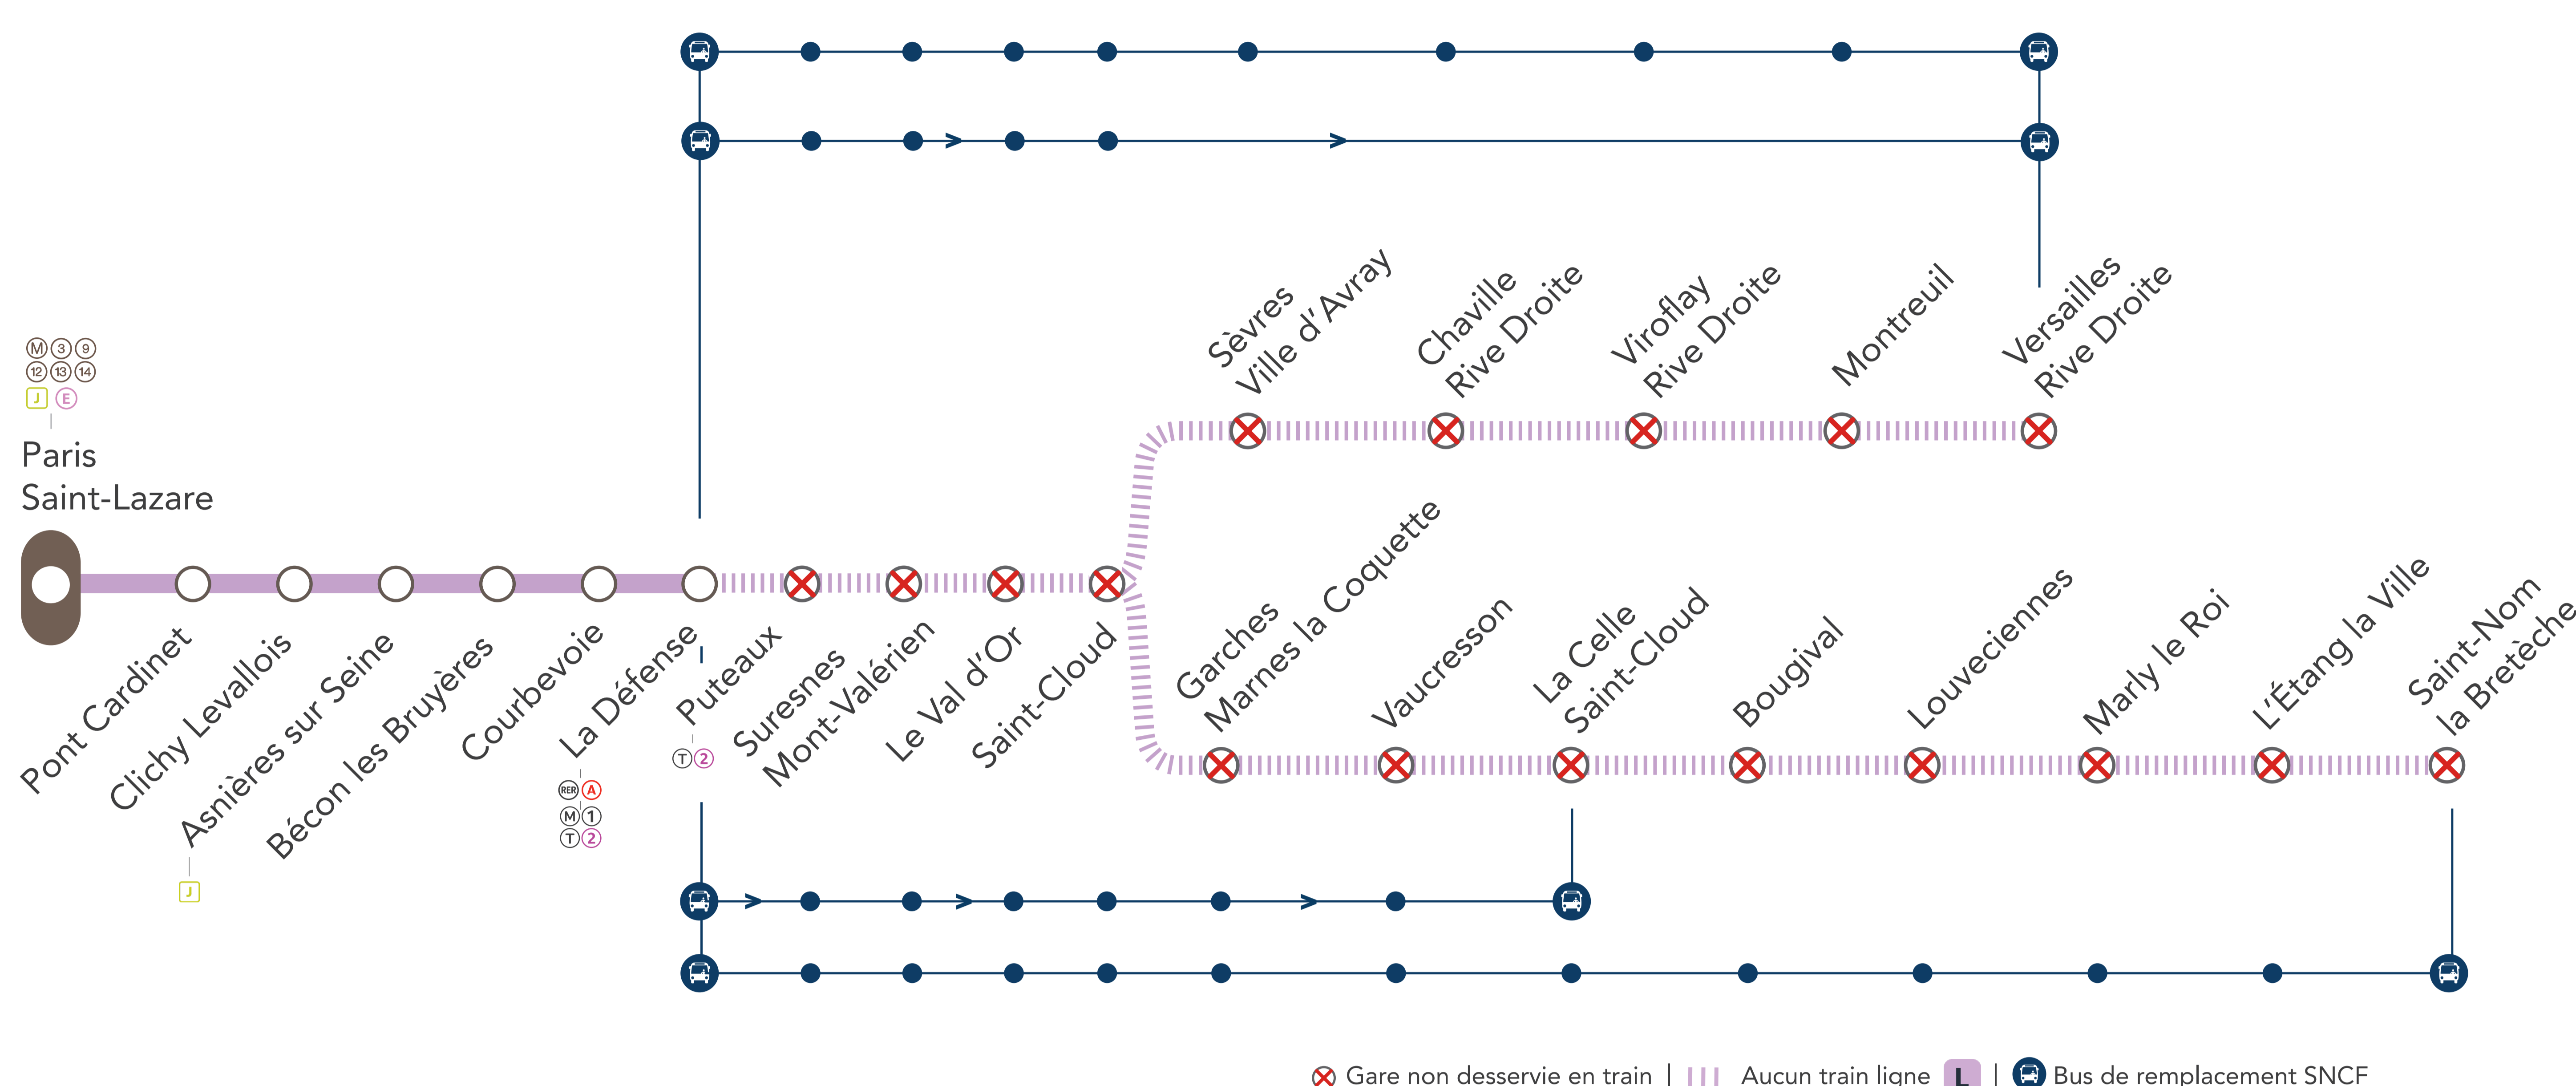 M 3 9
12 13 14
J E
Paris
Saint-Lazare
Pont Cardinet
Clichy Levallois
Asnières sur Seine
J
Bécon les Bruyères
Courbevoie
La Défense
RER A
M 1
T 2
Puteaux
T 2
Suresnes
Mont-Valérien
Le Val d'Or
Saint-Cloud
Sèvres
Ville d'Avray
Chaville
Rive Droite
Viroflay
Rive Droite
Montreuil
Versailles
Rive Droite
Garches
Marnes la Coquette
Vaucresson
La Celle
Saint-Cloud
Bougival
Louveciennes
Marly le Roi
L'Étang la Ville
Saint-Nom
la Bretèche
Gare non desservie en train | Aucun train ligne L | Bus de remplacement SNCF